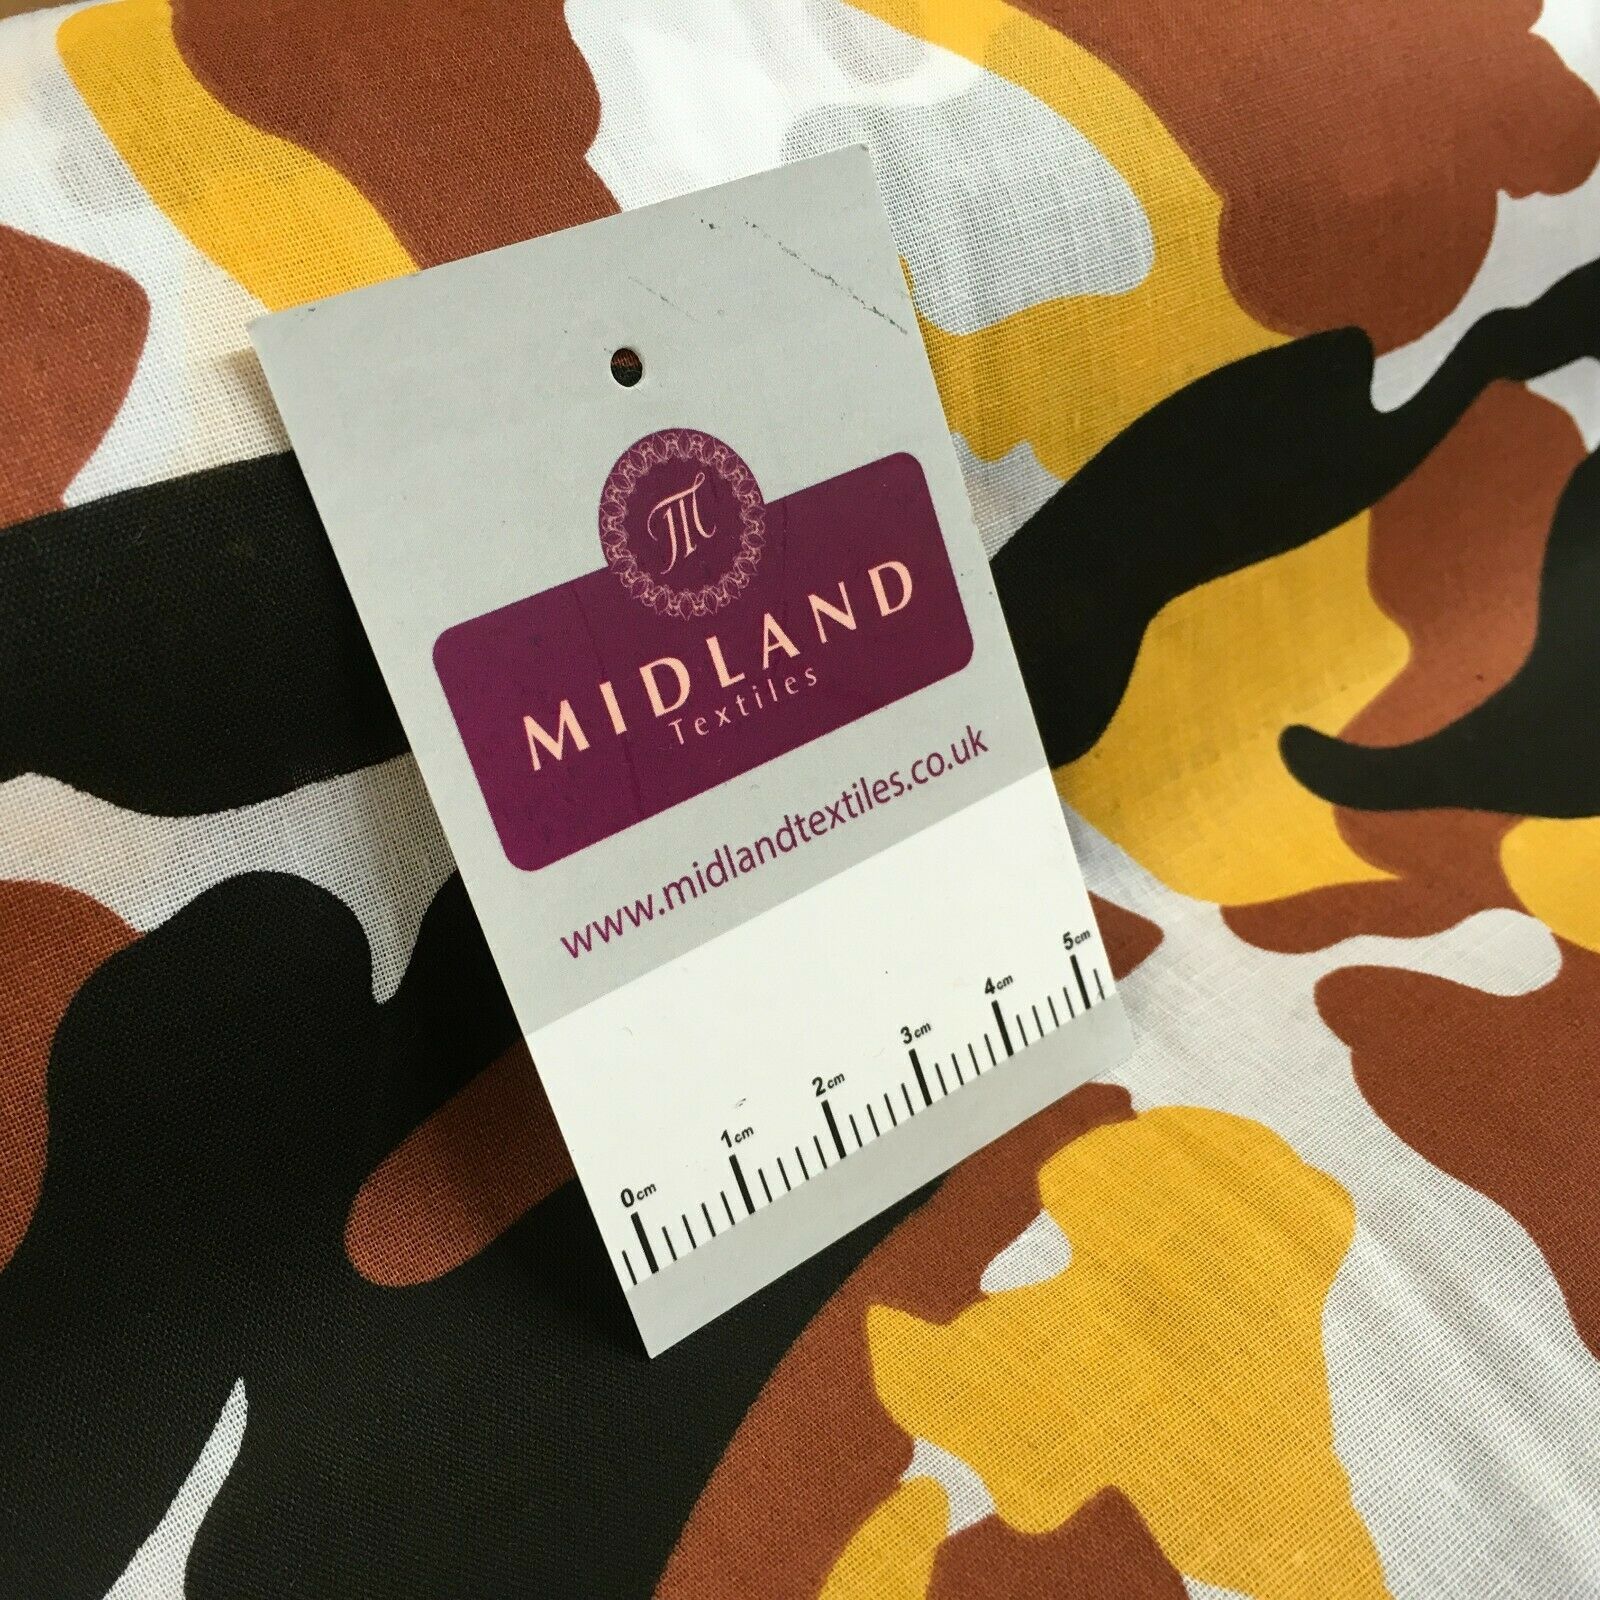 M
MIDLAND
Textiles
www.midlandtextiles.co.uk
0cm 1cm 2cm 3cm 4cm 5cm